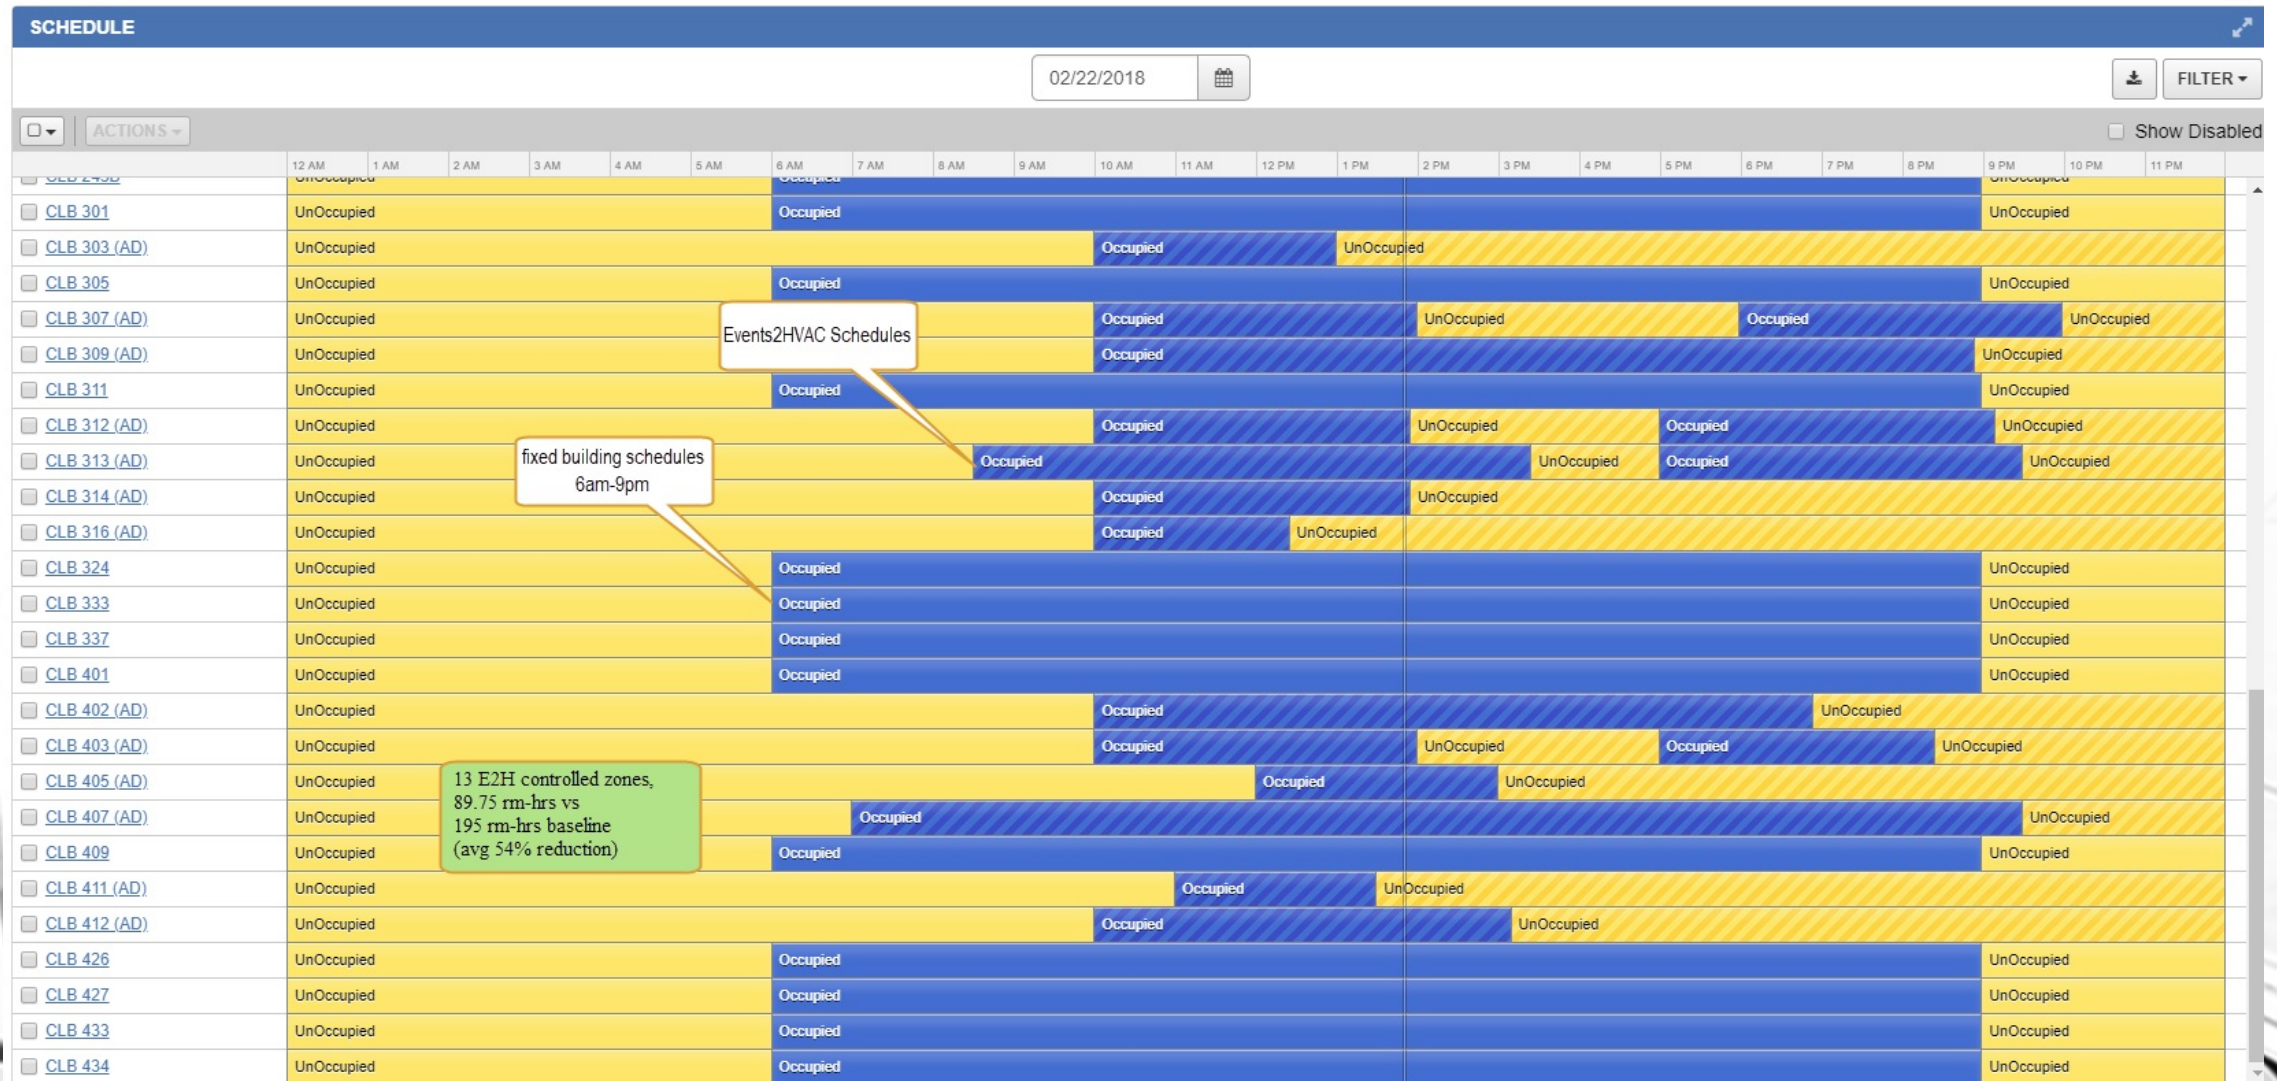 SCHEDULE
02/22/2018
FILTER
ACTIONS
Show Disabled
12 AM 1 AM 2 AM 3 AM 4 AM 5 AM 6 AM 7 AM 8 AM 9 AM 10 AM 11 AM 12 PM 1 PM 2 PM 3 PM 4 PM 5 PM 6 PM 7 PM 8 PM 9 PM 10 PM 11 PM
UnOccupied Occupied UnOccupied
CLB 301 UnOccupied Occupied UnOccupied
CLB 303 (AD) UnOccupied Occupied UnOccupied
CLB 305 UnOccupied Occupied UnOccupied
CLB 307 (AD) UnOccupied Occupied UnOccupied Occupied UnOccupied
Events2HVAC Schedules
CLB 309 (AD) UnOccupied Occupied UnOccupied
CLB 311 UnOccupied Occupied UnOccupied
CLB 312 (AD) UnOccupied Occupied UnOccupied Occupied UnOccupied
CLB 313 (AD) UnOccupied Occupied UnOccupied Occupied UnOccupied
fixed building schedules
6am-9pm
CLB 314 (AD) UnOccupied Occupied UnOccupied
CLB 316 (AD) UnOccupied Occupied UnOccupied
CLB 324 UnOccupied Occupied UnOccupied
CLB 333 UnOccupied Occupied UnOccupied
CLB 337 UnOccupied Occupied UnOccupied
CLB 401 UnOccupied Occupied UnOccupied
CLB 402 (AD) UnOccupied Occupied UnOccupied
CLB 403 (AD) UnOccupied Occupied UnOccupied Occupied UnOccupied
CLB 405 (AD) UnOccupied Occupied UnOccupied
13 E2H controlled zones,
89.75 rm-hrs vs
195 rm-hrs baseline
(avg 54% reduction)
CLB 407 (AD) UnOccupied Occupied UnOccupied
CLB 409 UnOccupied Occupied UnOccupied
CLB 411 (AD) UnOccupied Occupied UnOccupied
CLB 412 (AD) UnOccupied Occupied UnOccupied
CLB 426 UnOccupied Occupied UnOccupied
CLB 427 UnOccupied Occupied UnOccupied
CLB 433 UnOccupied Occupied UnOccupied
CLB 434 UnOccupied Occupied UnOccupied